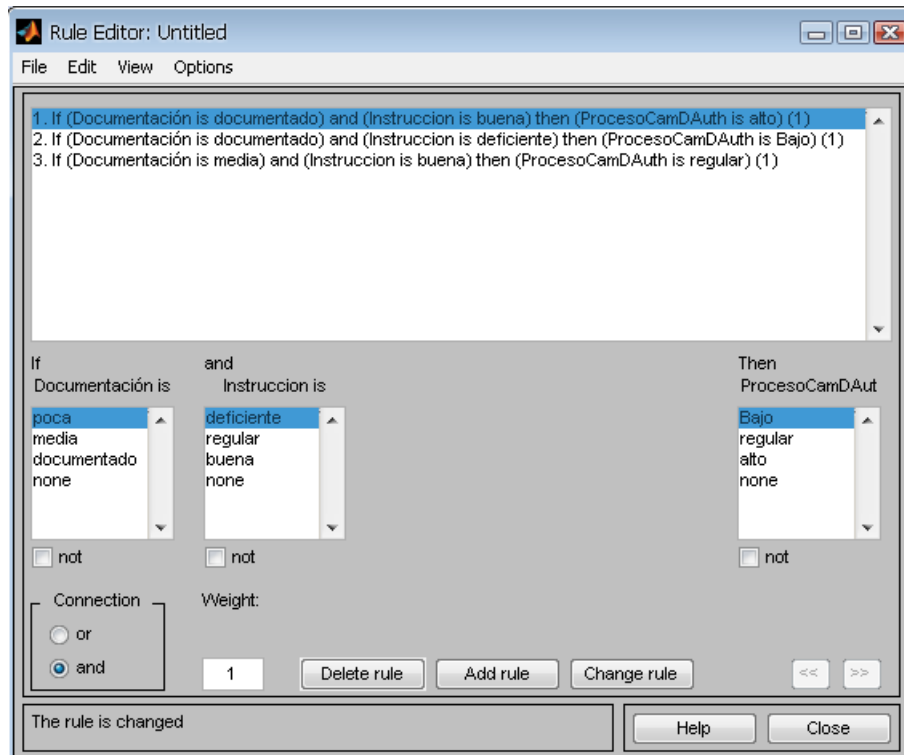 Rule Editor: Untitled
File Edit View Options
1. If (Documentación is documentado) and (Instruccion is buena) then (ProcesoCamDAuth is alto) (1)
2. If (Documentación is documentado) and (Instruccion is deficiente) then (ProcesoCamDAuth is Bajo) (1)
3. If (Documentación is media) and (Instruccion is buena) then (ProcesoCamDAuth is regular) (1)
If and Then
Documentación is Instruccion is ProcesoCamDAut
poca deficiente Bajo
media regular regular
documentado buena alto
none none none
not not not
Connection Weight:
or
and 1 Delete rule Add rule Change rule << >>
The rule is changed Help Close